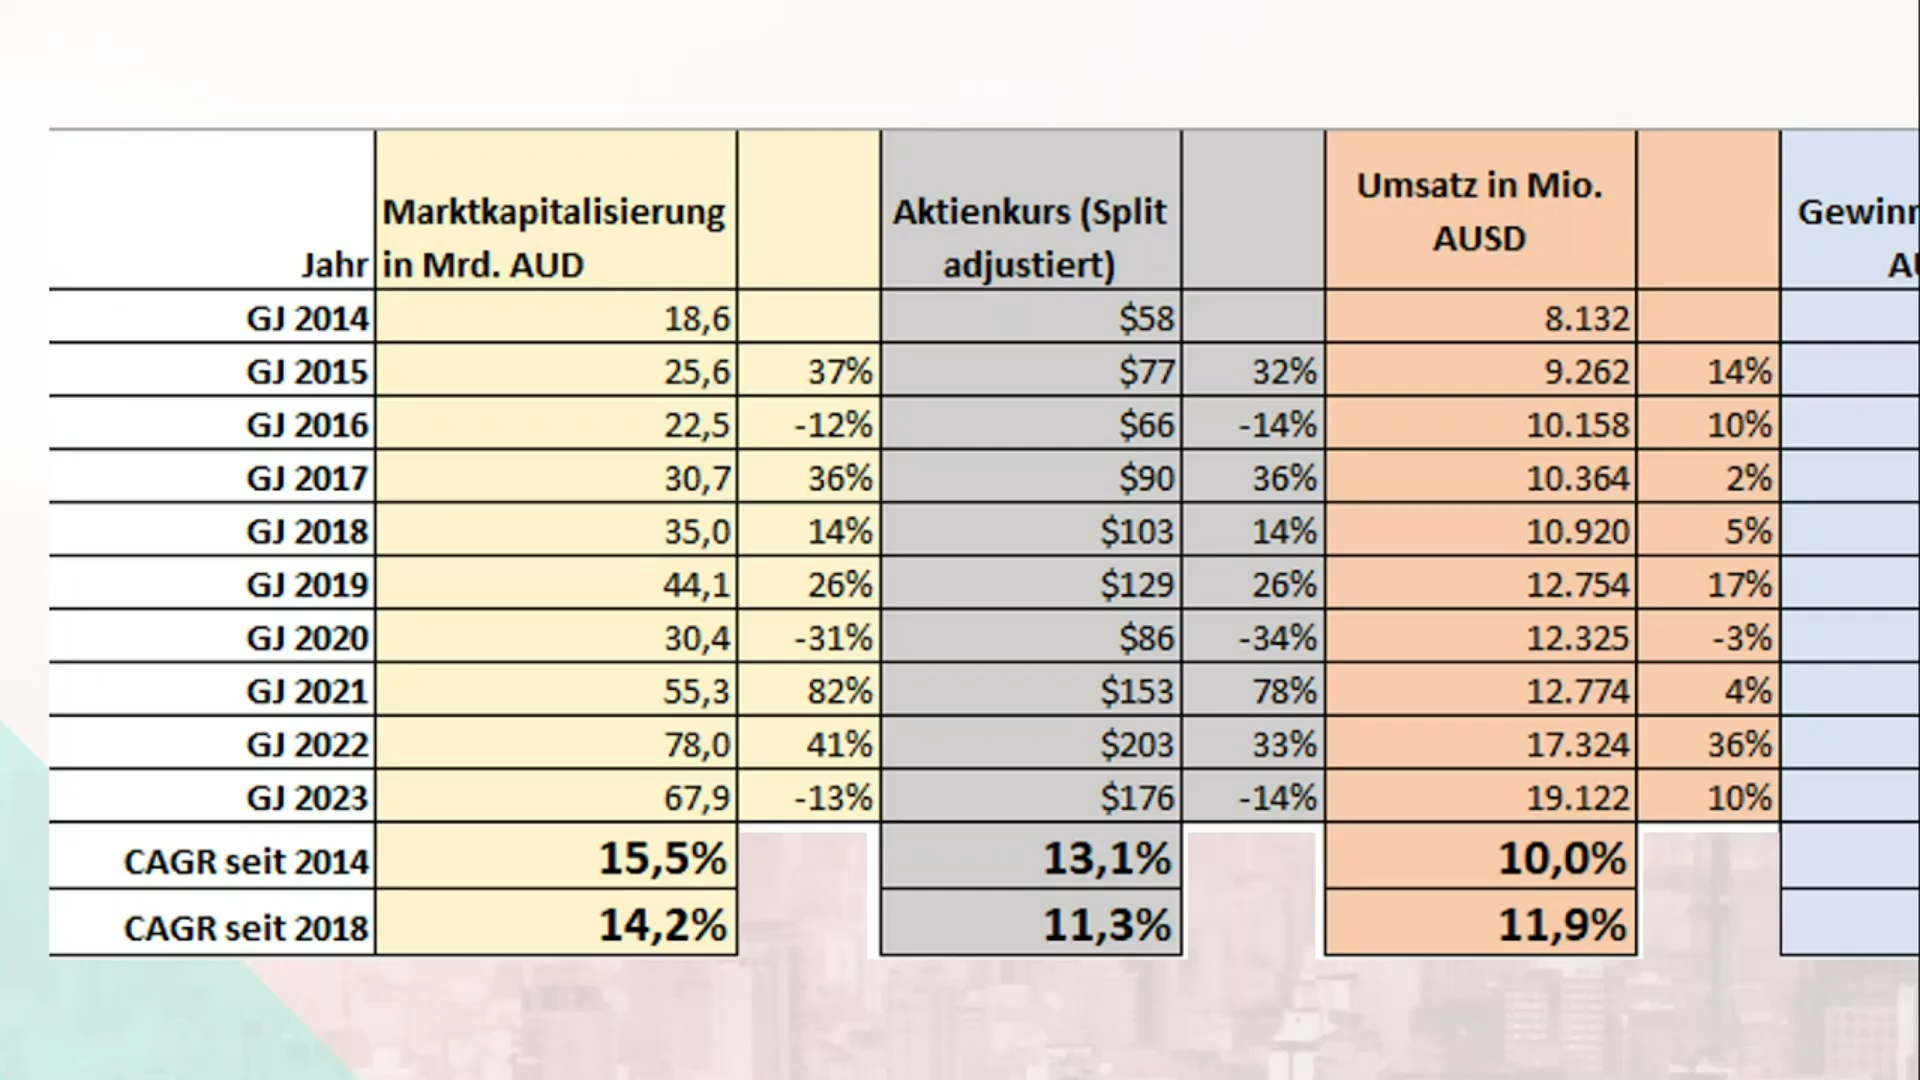 Jahr Marktkapitalisierung in Mrd. AUD Aktienkurs (Split adjustiert) Umsatz in Mio. AUSD
GJ 2014 18,6 $58 8.132
GJ 2015 25,6 37% $77 32% 9.262 14%
GJ 2016 22,5 -12% $66 -14% 10.158 10%
GJ 2017 30,7 36% $90 36% 10.364 2%
GJ 2018 35,0 14% $103 14% 10.920 5%
GJ 2019 44,1 26% $129 26% 12.754 17%
GJ 2020 30,4 -31% $86 -34% 12.325 -3%
GJ 2021 55,3 82% $153 78% 12.774 4%
GJ 2022 78,0 41% $203 33% 17.324 36%
GJ 2023 67,9 -13% $176 -14% 19.122 10%
CAGR seit 2014 15,5% 13,1% 10,0%
CAGR seit 2018 14,2% 11,3% 11,9%